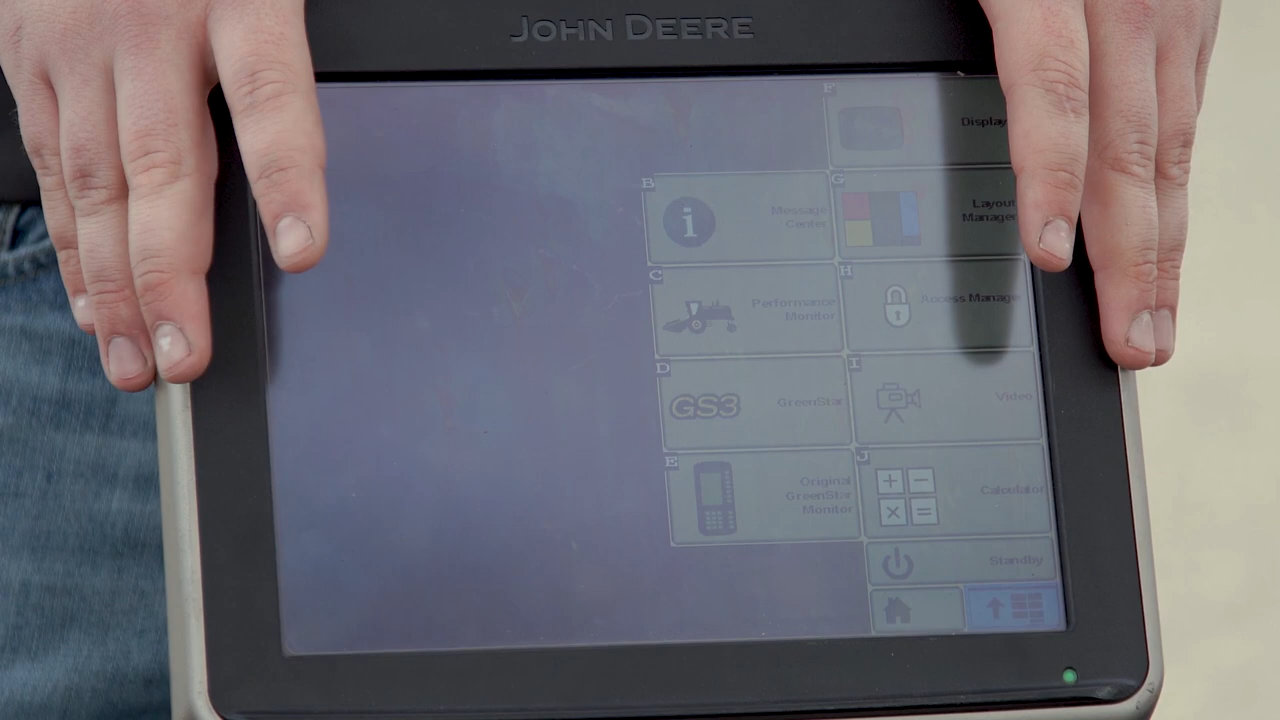 JOHN DEERE
F
Display
B
i
Message
Center
G
Layout
Manager
C
Performance
Monitor
H
Access Manager
D
GS3
GreenStar
I
Video
E
Original
GreenStar
Monitor
J
Calculator
Standby